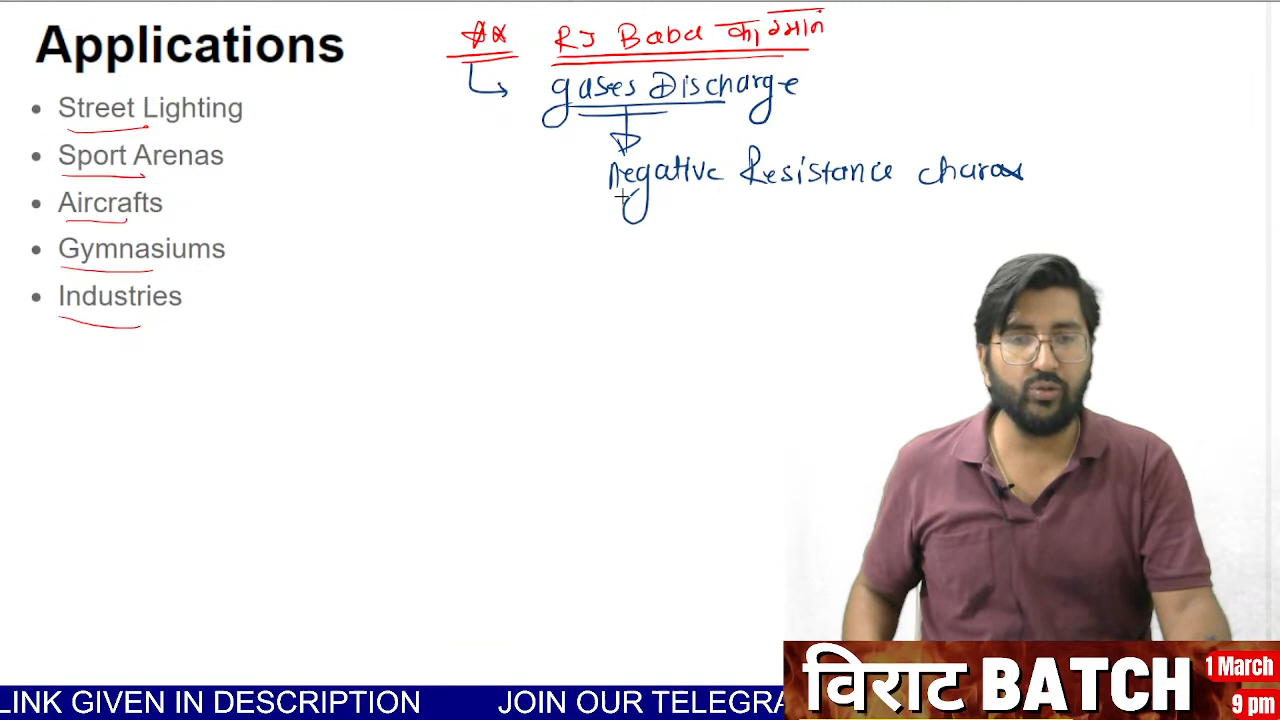 Applications
• Street Lighting
• Sport Arenas
• Aircrafts
• Gymnasiums
• Industries
RJ Baba का ज्ञान
gases Discharge
Negative Resistance charax
विराट BATCH
1 March
9 pm
LINK GIVEN IN DESCRIPTION JOIN OUR TELEGRA